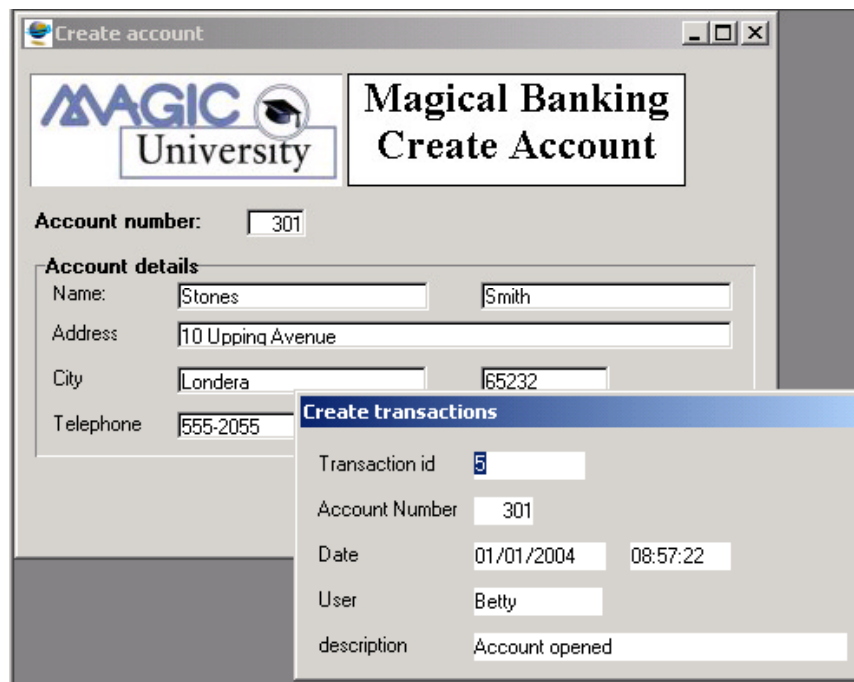 Create account
MAGIC
University
Magical Banking
Create Account
Account number: 301
Account details
Name: Stones Smith
Address 10 Upping Avenue
City Londera 65232
Telephone 555-2055
Create transactions
Transaction id 5
Account Number 301
Date 01/01/2004 08:57:22
User Betty
description Account opened